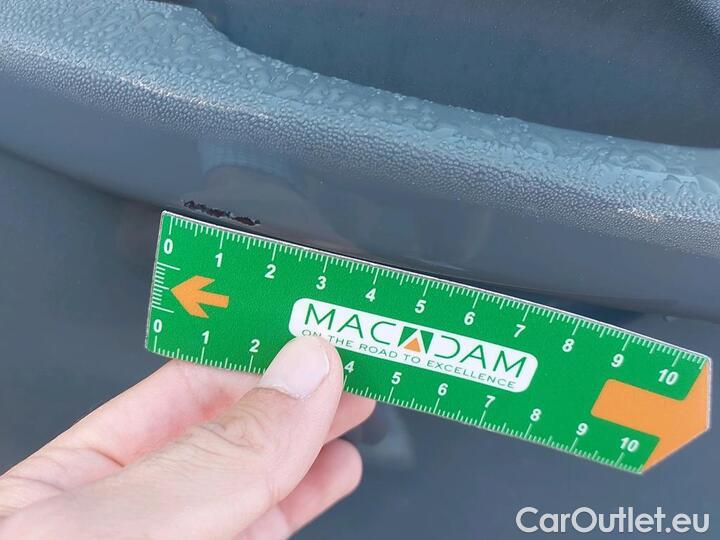 0 1 2 3 4 5 6 7 8 9 10
MACADAM
ON THE ROAD TO EXCELLENCE
0 1 2 4 5 6 7 8 9 10
CarOutlet.eu